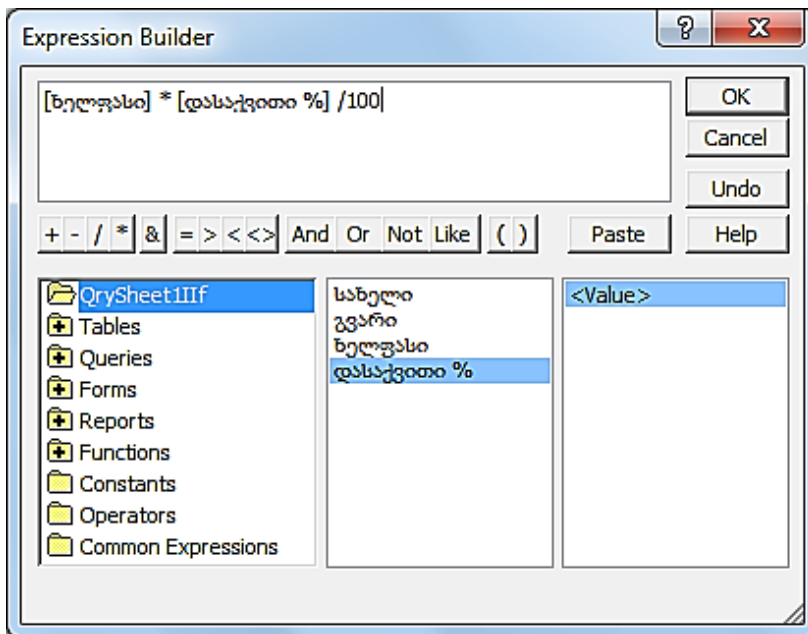 Expression Builder
[ხელფასი] * [დასაქვითი %] /100
OK
Cancel
Undo
+ - / * & = > < <> And Or Not Like ( ) Paste Help
QrySheet1IIf
Tables
Queries
Forms
Reports
Functions
Constants
Operators
Common Expressions
სახელი
გვარი
ხელფასი
დასაქვითი %
<Value>